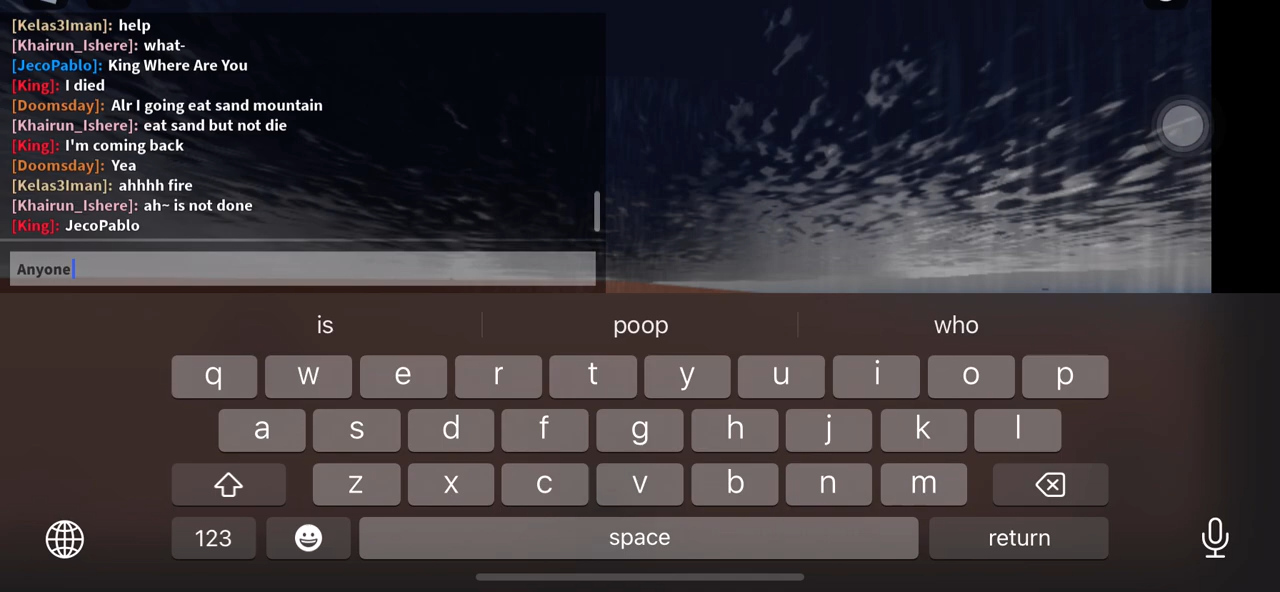 [Kelas3Iman]: help
[Khairun_Ishere]: what-
[JecoPablo]: King Where Are You
[King]: I died
[Doomsday]: Alr I going eat sand mountain
[Khairun_Ishere]: eat sand but not die
[King]: I'm coming back
[Doomsday]: Yea
[Kelas3Iman]: ahhhh fire
[Khairun_Ishere]: ah~ is not done
[King]: JecoPablo
Anyone
is poop who
q w e r t y u i o p
a s d f g h j k l
z x c v b n m
123 space return